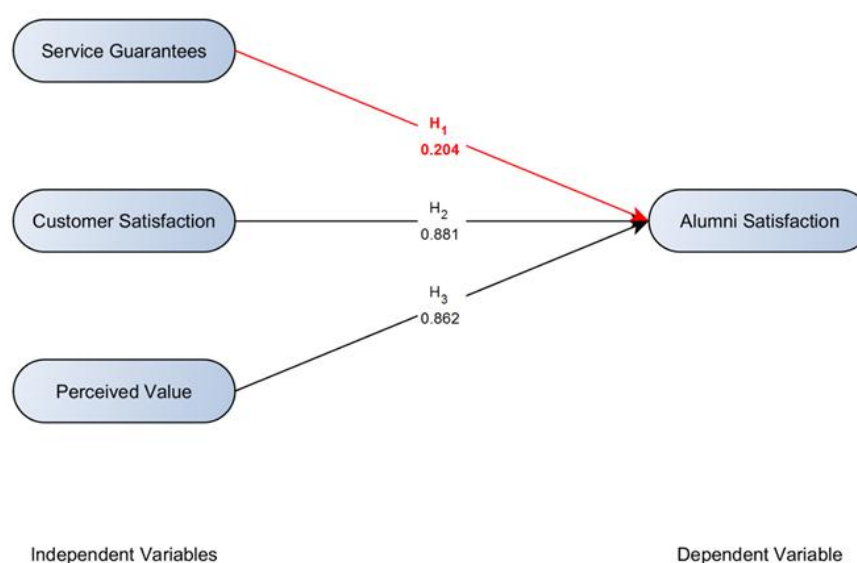 Service Guarantees
H1
0.204
Customer Satisfaction
H2
0.881
Alumni Satisfaction
H3
0.862
Perceived Value
Independent Variables
Dependent Variable